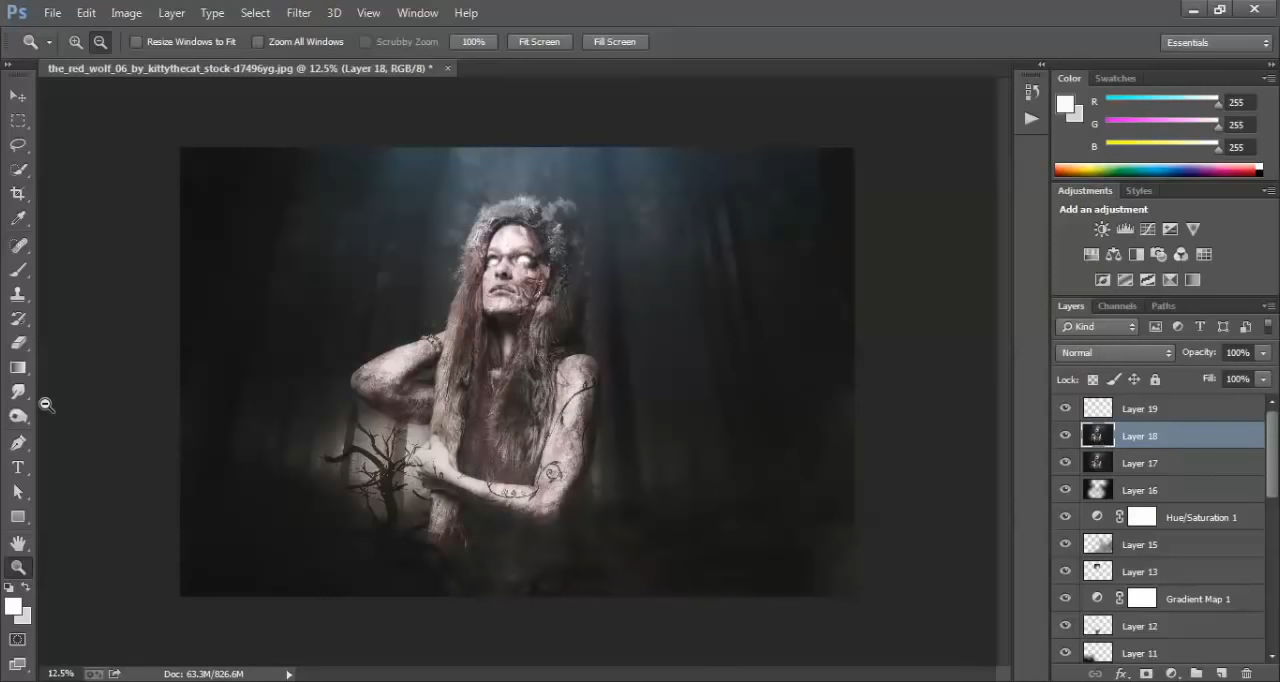 Ps File Edit Image Layer Type Select Filter 3D View Window Help
Resize Windows to Fit Zoom All Windows Scrubby Zoom 100% Fit Screen Fill Screen Essentials
the_red_wolf_06_by_kittythecat_stock-d7496yg.jpg @ 12.5% (Layer 18, RGB/8) * ×
Color Swatches
R 255
G 255
B 255
Adjustments Styles
Add an adjustment
Layers Channels Paths
Kind T
Normal Opacity: 100%
Lock: Fill: 100%
Layer 19
Layer 18
Layer 17
Layer 16
Hue/Saturation 1
Layer 15
Layer 13
Gradient Map 1
Layer 12
Layer 11
T
12.5% Doc: 63.3M/826.6M fx